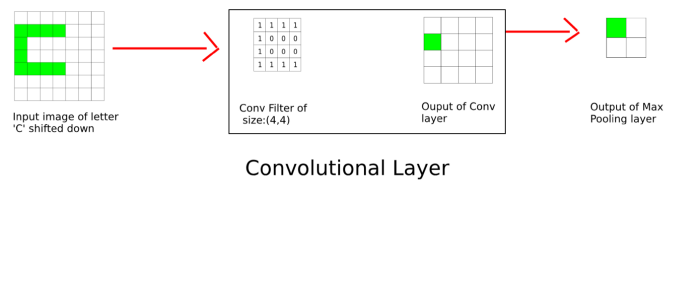 1 1 1 1
1 0 0 0
1 0 0 0
1 1 1 1
Input image of letter
'C' shifted down
Conv Filter of
size:(4,4)
Ouput of Conv
layer
Output of Max
Pooling layer
Convolutional Layer